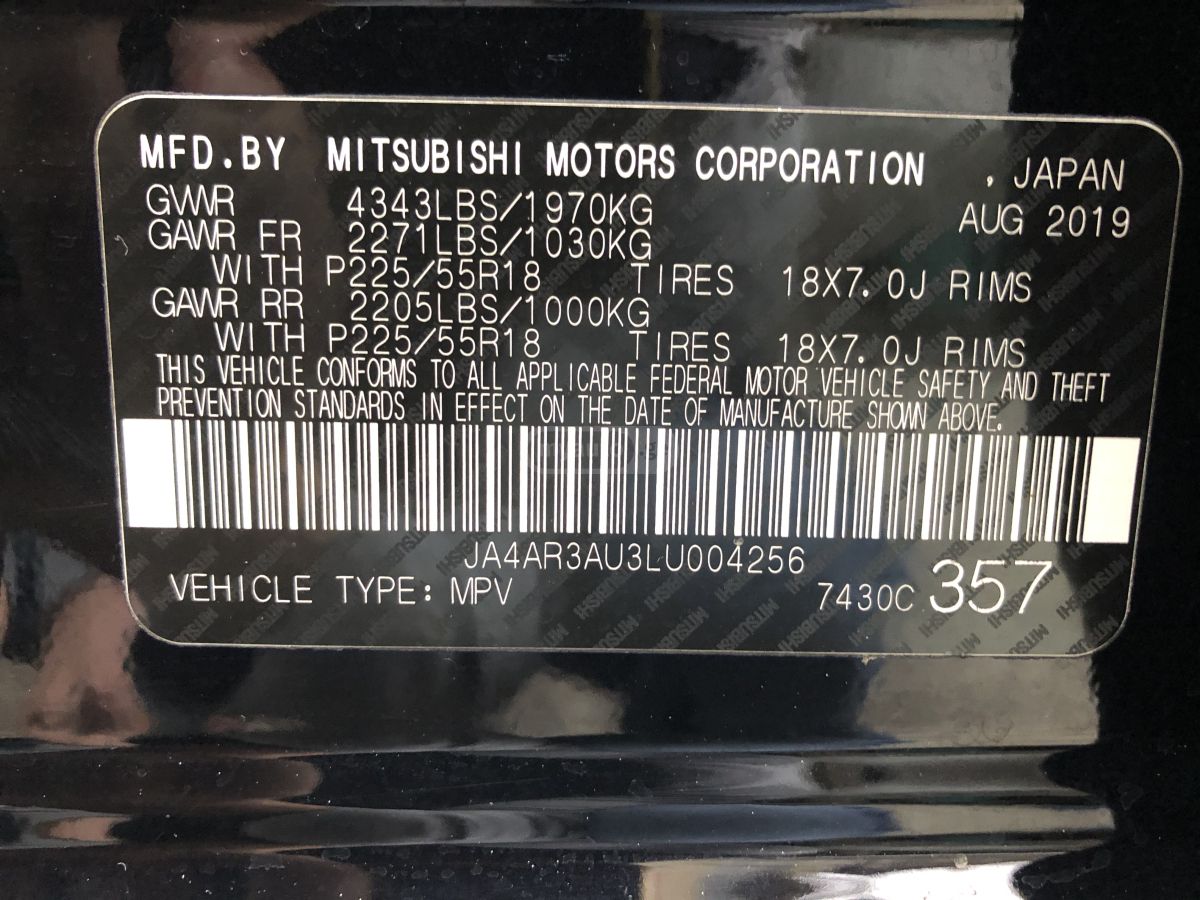 MFD.BY MITSUBISHI MOTORS CORPORATION , JAPAN
GVWR 4343LBS/1970KG AUG 2019
GAWR FR 2271LBS/1030KG
WITH P225/55R18 TIRES 18X7.0J RIMS
GAWR RR 2205LBS/1000KG
WITH P225/55R18 TIRES 18X7.0J RIMS
THIS VEHICLE CONFORMS TO ALL APPLICABLE FEDERAL MOTOR VEHICLE SAFETY AND THEFT
PREVENTION STANDARDS IN EFFECT ON THE DATE OF MANUFACTURE SHOWN ABOVE.
JA4AR3AU3LU004256
VEHICLE TYPE: MPV 7430C 357